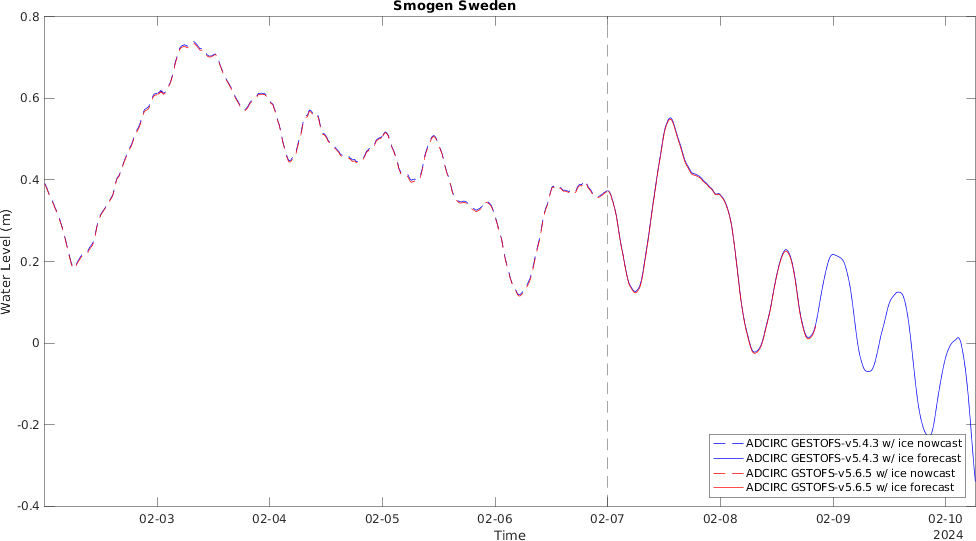 Smogen Sweden
0.8
0.6
0.4
0.2
0
-0.2
-0.4
Water Level (m)
ADCIRC GESTOFS-v5.4.3 w/ ice nowcast
ADCIRC GESTOFS-v5.4.3 w/ ice forecast
ADCIRC GSTOFS-v5.6.5 w/ ice nowcast
ADCIRC GSTOFS-v5.6.5 w/ ice forecast
02-03 02-04 02-05 02-06 02-07 02-08 02-09 02-10
2024
Time